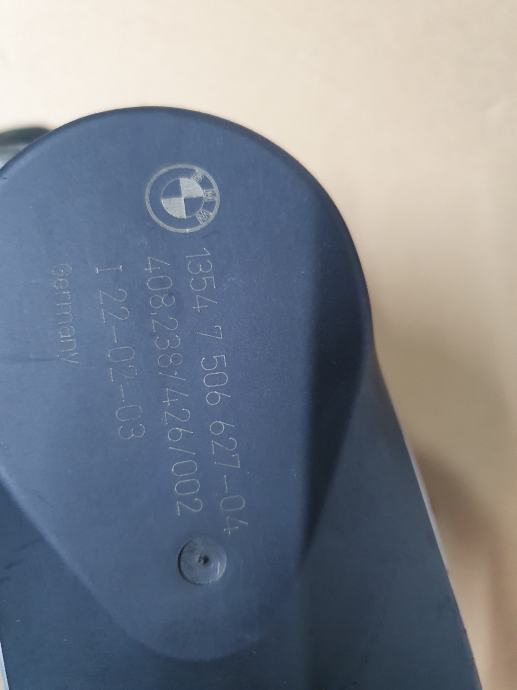 BMW
1354 7 506 627-04
408.238/426/002
I 22-02-03
Germany